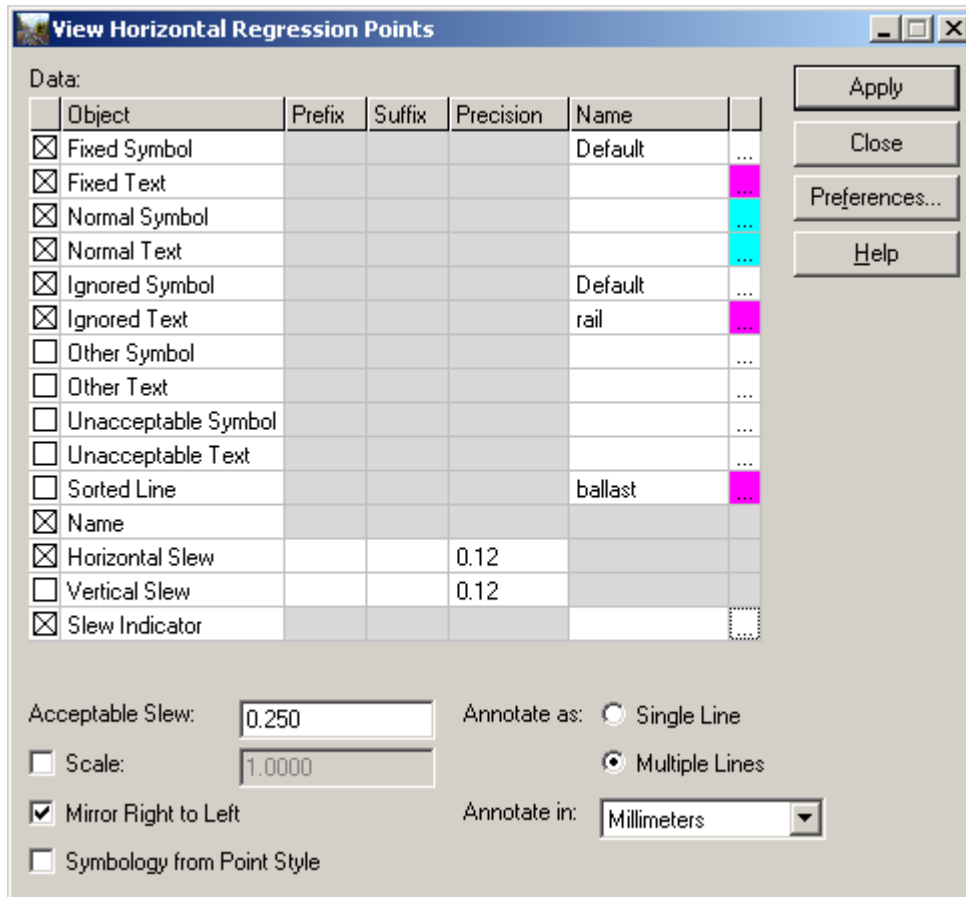 View Horizontal Regression Points
Data:
Object Prefix Suffix Precision Name
Fixed Symbol Default ...
Fixed Text ...
Normal Symbol ...
Normal Text ...
Ignored Symbol Default ...
Ignored Text rail ...
Other Symbol ...
Other Text ...
Unacceptable Symbol ...
Unacceptable Text ...
Sorted Line ballast ...
Name
Horizontal Slew 0.12
Vertical Slew 0.12
Slew Indicator ...
Apply
Close
Preferences...
Help
Acceptable Slew: 0.250
Scale: 1.0000
Mirror Right to Left
Symbology from Point Style
Annotate as: Single Line
Multiple Lines
Annotate in: Millimeters